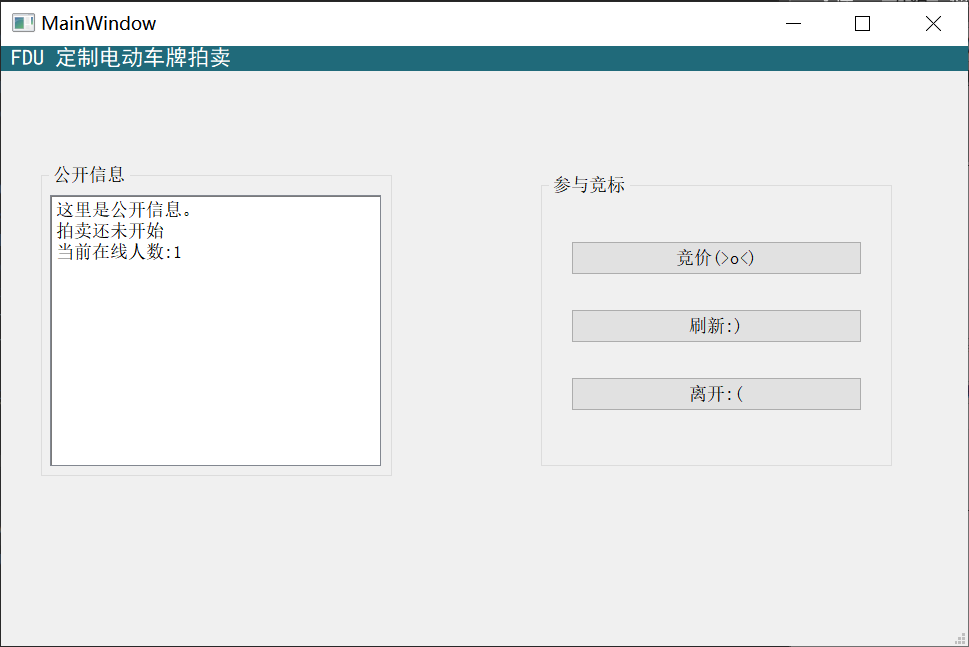 MainWindow
FDU 定制电动车牌拍卖
公开信息
这里是公开信息。
拍卖还未开始
当前在线人数:1
参与竞标
竞价(>o<)
刷新:)
离开:(